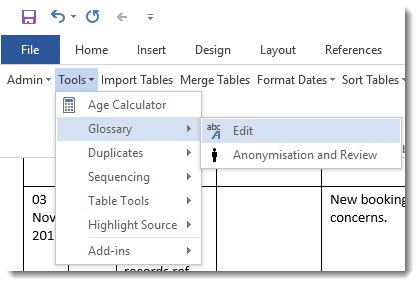 File Home Insert Design Layout References
Admin Tools Import Tables Merge Tables Format Dates Sort Tables
Age Calculator
Glossary
abc A Edit
Duplicates
Anonymisation and Review
Sequencing
Table Tools
Highlight Source
Add-ins
03
Nov
201
records ref
New booking
concerns.